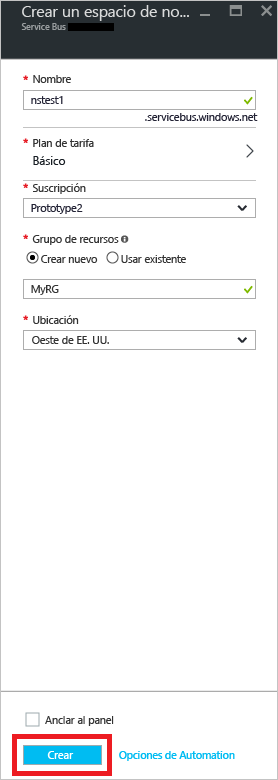 Crear un espacio de no...
Service Bus
* Nombre
nstest1
.servicebus.windows.net
* Plan de tarifa
Básico
* Suscripción
Prototype2
* Grupo de recursos
Crear nuevo Usar existente
MyRG
* Ubicación
Oeste de EE. UU.
Anclar al panel
Crear Opciones de Automation